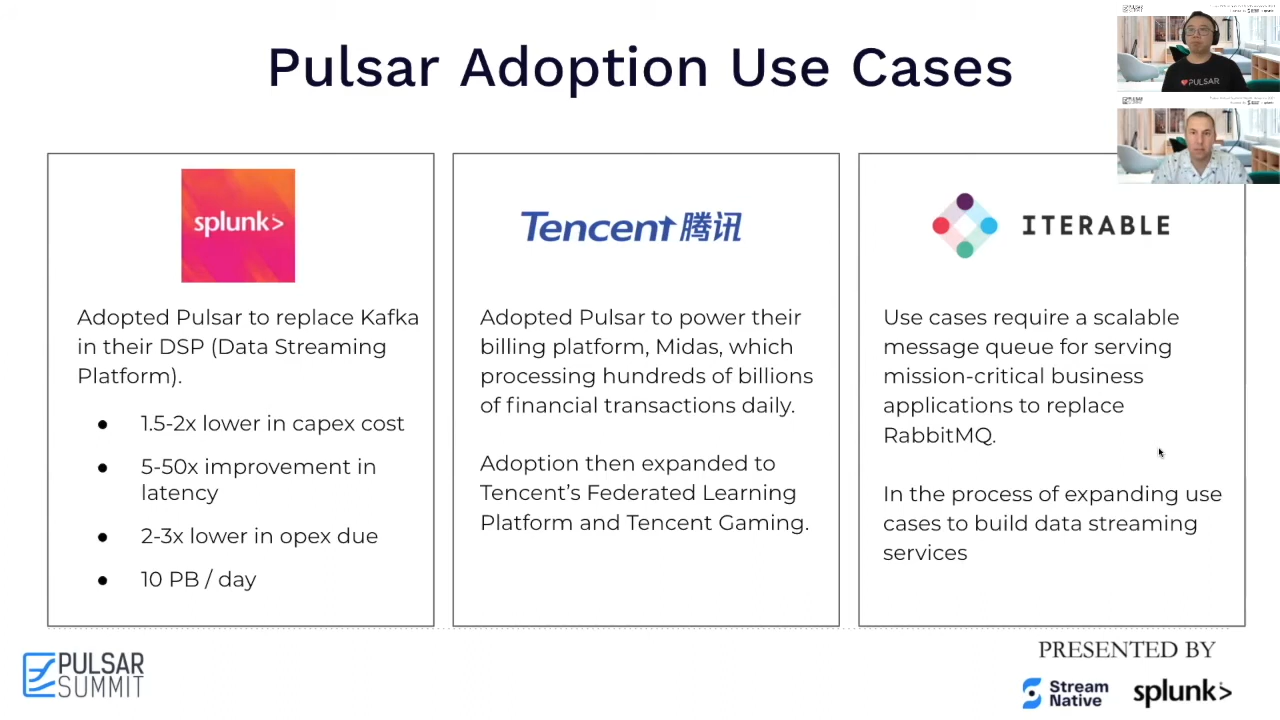 Pulsar Adoption Use Cases
PULSAR
splunk>
Adopted Pulsar to replace Kafka
in their DSP (Data Streaming
Platform).
● 1.5-2x lower in capex cost
● 5-50x improvement in
latency
● 2-3x lower in opex due
● 10 PB / day
Tencent 腾讯
Adopted Pulsar to power their
billing platform, Midas, which
processing hundreds of billions
of financial transactions daily.
Adoption then expanded to
Tencent’s Federated Learning
Platform and Tencent Gaming.
ITERABLE
Use cases require a scalable
message queue for serving
mission-critical business
applications to replace
RabbitMQ.
In the process of expanding use
cases to build data streaming
services
PULSAR
SUMMIT
PRESENTED BY
Stream
Native
splunk>